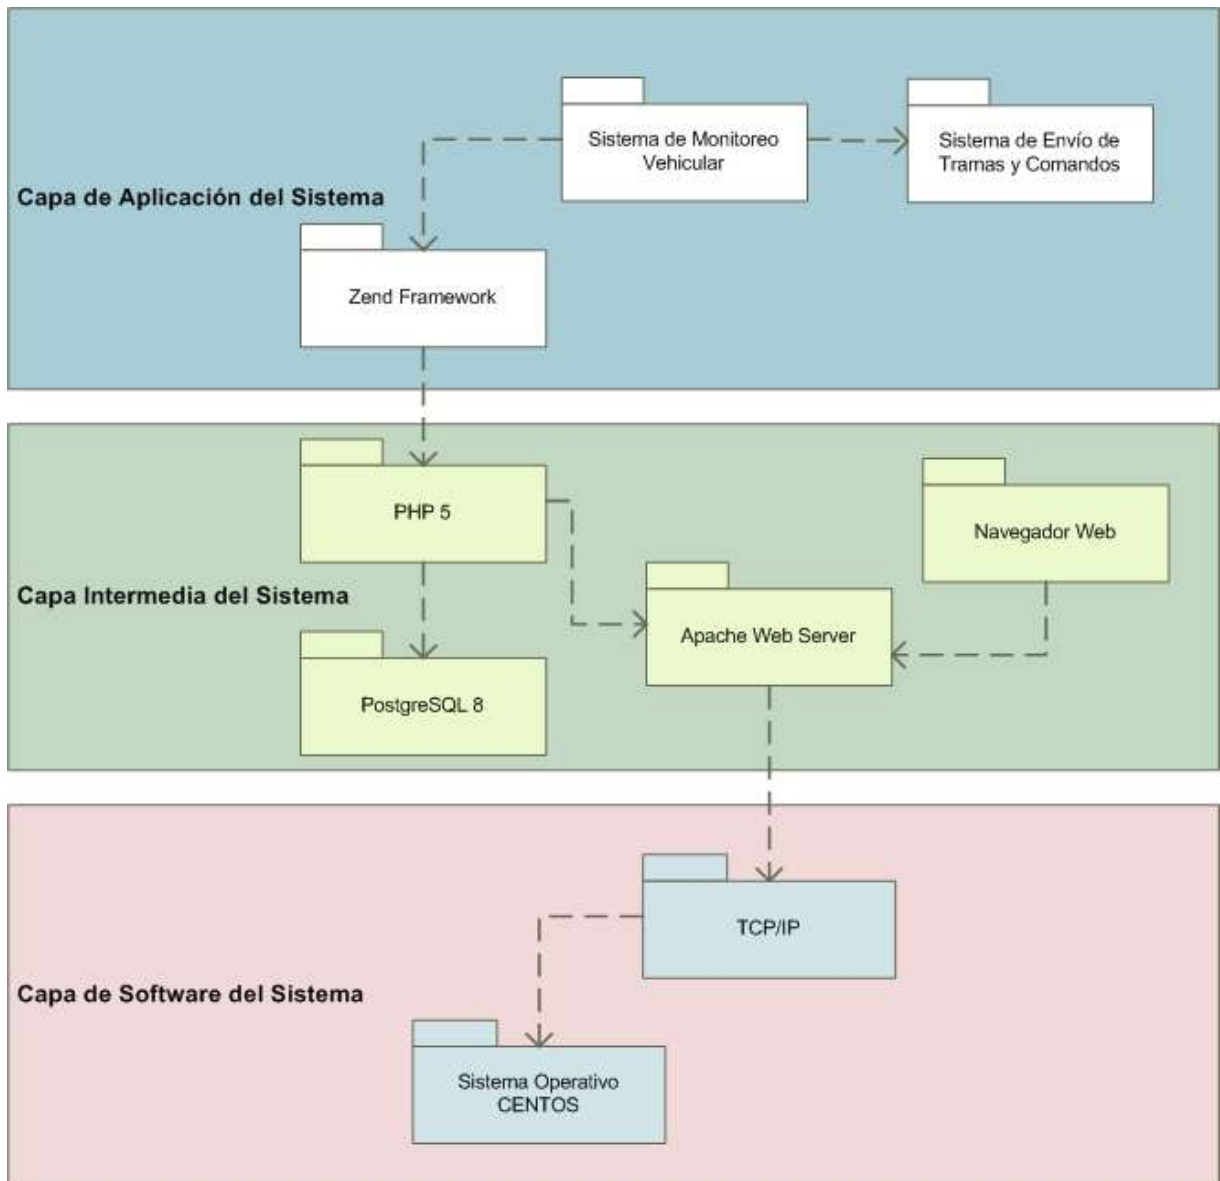 Sistema de Monitoreo
Vehicular
Sistema de Envío de
Tramas y Comandos
Capa de Aplicación del Sistema
Zend Framework
PHP 5
Navegador Web
Capa Intermedia del Sistema
Apache Web Server
PostgreSQL 8
TCP/IP
Capa de Software del Sistema
Sistema Operativo
CENTOS